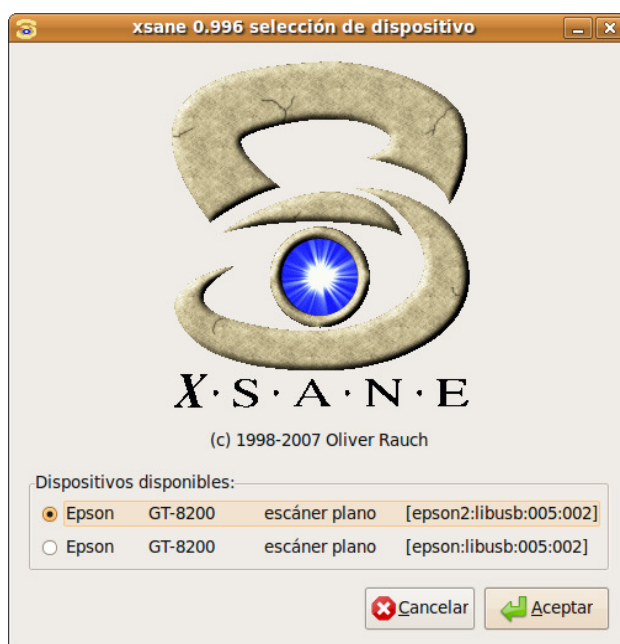 xsane 0.996 selección de dispositivo
X·S·A·N·E
(c) 1998-2007 Oliver Rauch
Dispositivos disponibles:
Epson GT-8200 escáner plano [epson2:libusb:005:002]
Epson GT-8200 escáner plano [epson:libusb:005:002]
Cancelar Aceptar